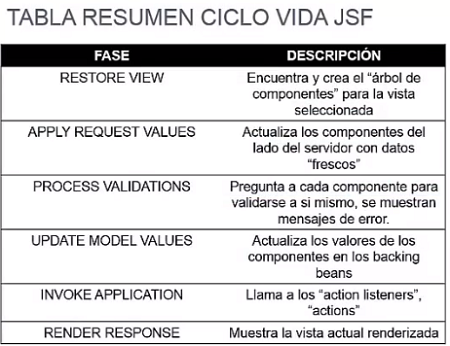 TABLA RESUMEN CICLO VIDA JSF
FASE DESCRIPCIÓN
RESTORE VIEW Encuentra y crea el “árbol de
componentes” para la vista
seleccionada
APPLY REQUEST VALUES Actualiza los componentes del
lado del servidor con datos
“frescos”
PROCESS VALIDATIONS Pregunta a cada componente para
validarse a si mismo, se muestran
mensajes de error.
UPDATE MODEL VALUES Actualiza los valores de los
componentes en los backing
beans
INVOKE APPLICATION Llama a los “action listeners”,
“actions”
RENDER RESPONSE Muestra la vista actual renderizada